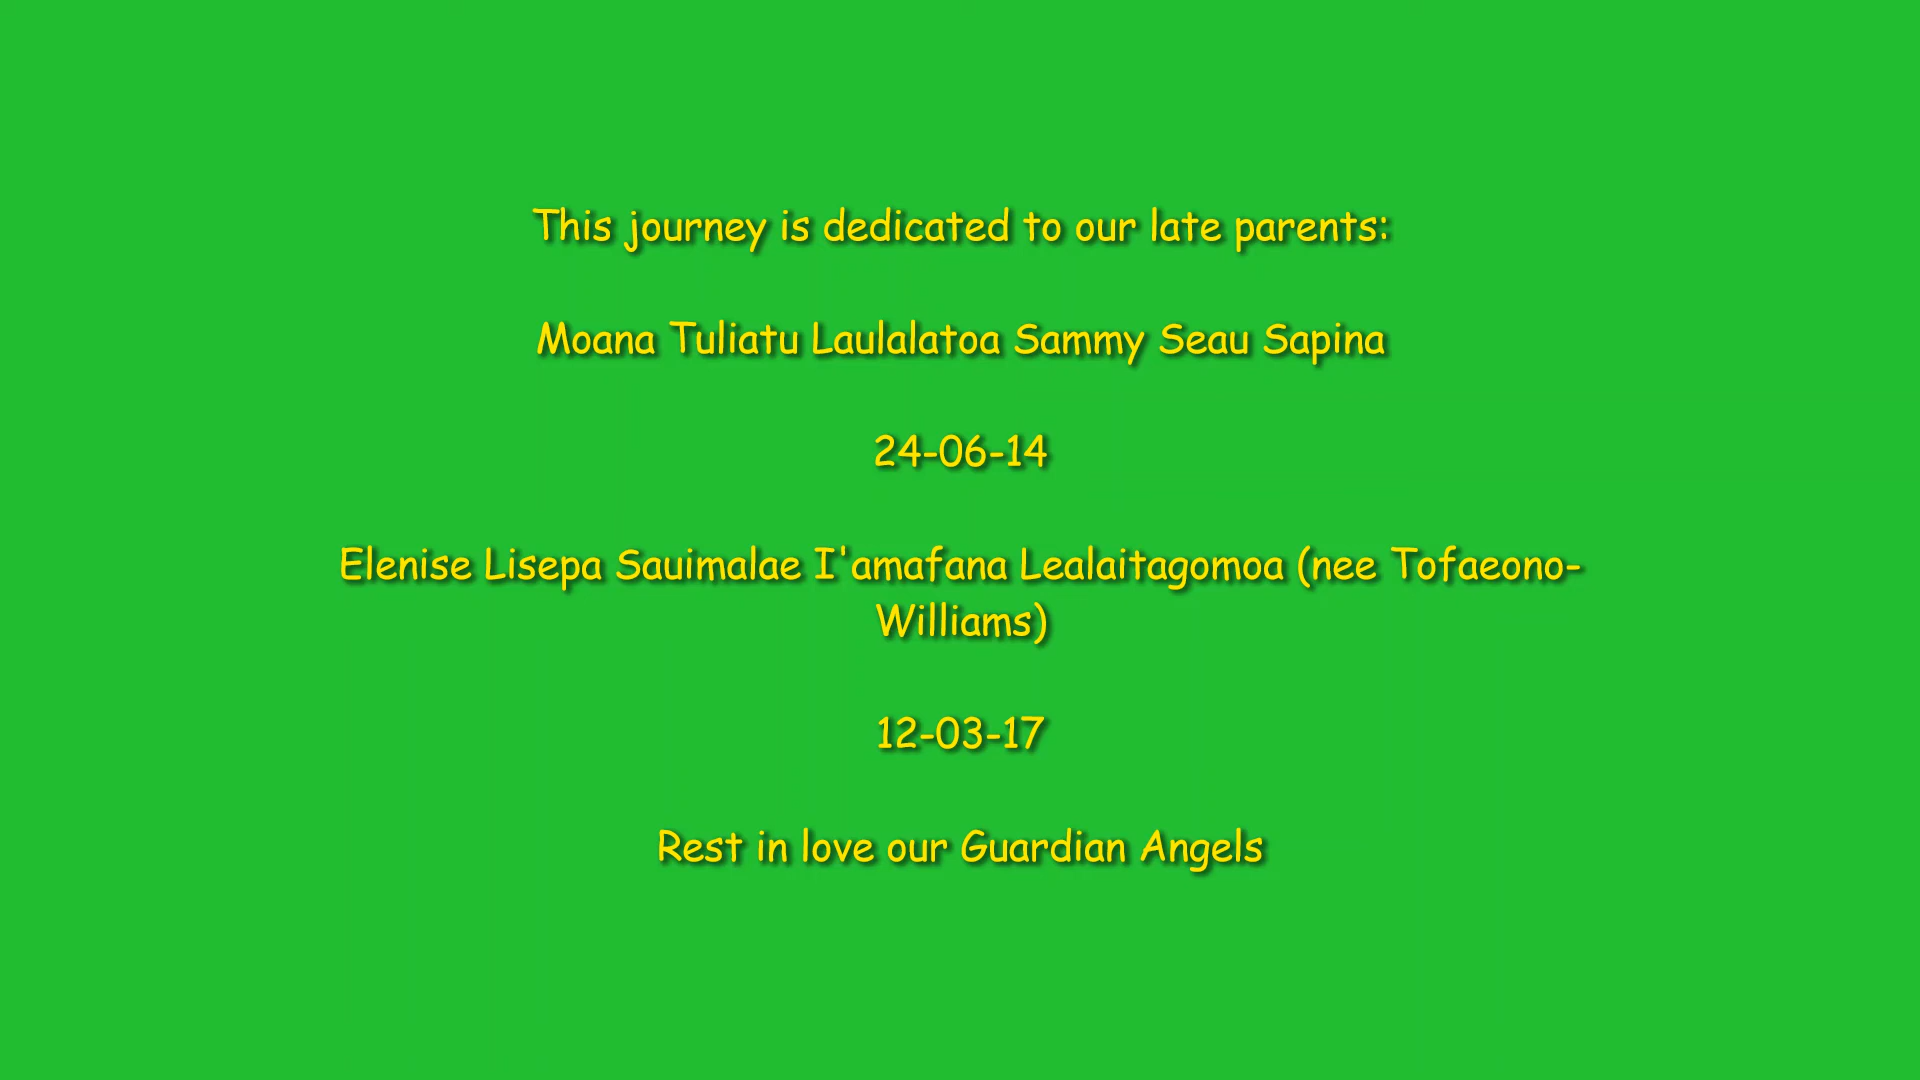 This journey is dedicated to our late parents:
Moana Tuliatu Laulalatoa Sammy Seau Sapina
24-06-14
Elenise Lisepa Sauimalae I'amafana Lealaitagomoa (nee Tofaeono-
Williams)
12-03-17
Rest in love our Guardian Angels